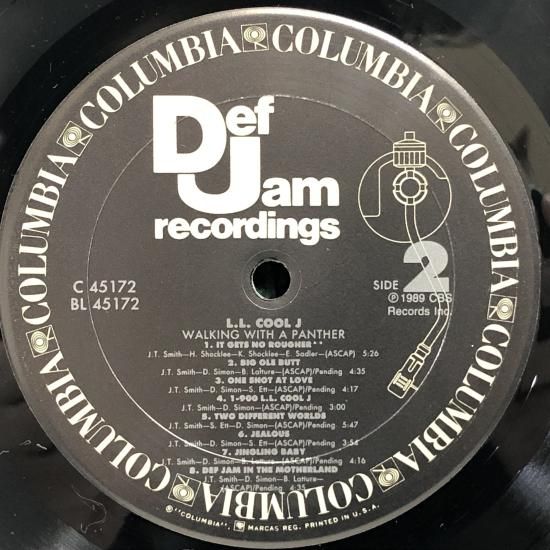 COLUMBIA COLUMBIA COLUMBIA COLUMBIA COLUMBIA COLUMBIA COLUMBIA COLUMBIA
Def
Jam
recordings
C 45172
BL 45172
SIDE 2
℗ 1989 CBS
Records Inc.
L.L. COOL J
WALKING WITH A PANTHER
1. IT GETS NO ROUGHER**
J.T. Smith—H. Shocklee—K. Shocklee—E. Sadler—(ASCAP) 5:26
2. BIG OLE BUTT
J.T. Smith—D. Simon—B. Latture—(ASCAP)/Pending 4:35
3. ONE SHOT AT LOVE
J.T. Smith—D. Simon—(ASCAP)/Pending 4:17
4. 1-900 L.L. COOL J
J.T. Smith—D. Simon—(ASCAP)/Pending 3:00
5. TWO DIFFERENT WORLDS
J.T. Smith—D. Simon—S. Ett—(ASCAP)/Pending 5:47
6. JEALOUS
J.T. Smith—D. Simon—S. Ett—(ASCAP)/Pending 3:54
7. JINGLING BABY
J.T. Smith—D. Simon—B. Latture—(ASCAP)/Pending 4:16
8. DEF JAM IN THE MOTHERLAND
J.T. Smith—D. Simon—B. Latture—
(ASCAP)/Pending 4:35
®"COLUMBIA", MARCAS REG. PRINTED IN U.S.A.